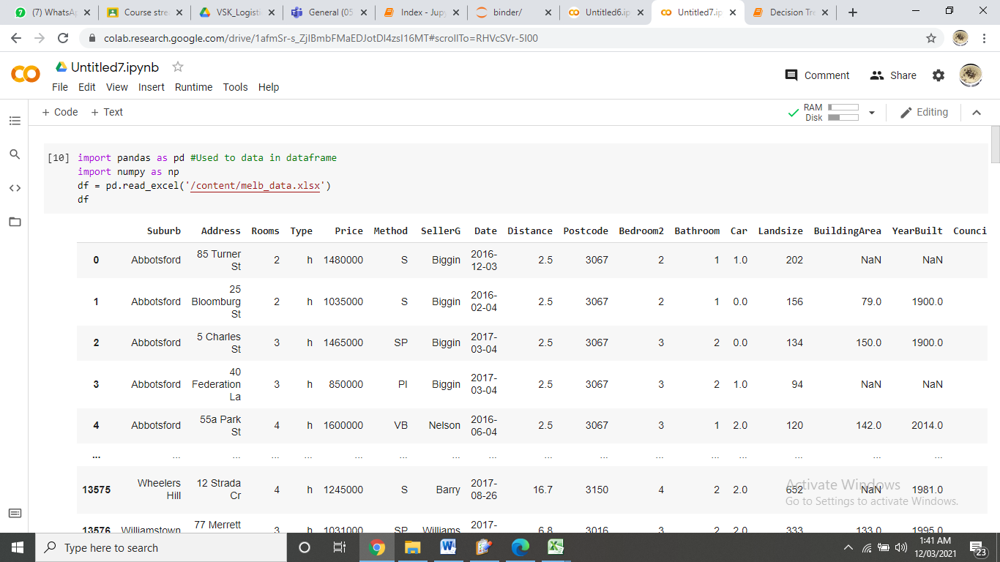 (7) WhatsAp
Course stre
VSK_Logisti
General (05
Index - Jup
binder/
Untitled6.ip
Untitled7.ip
Decision Tre
colab.research.google.com/drive/1afmSr-s_ZjIBmbFMaEDJotDI4zsI16MT#scrollTo=RHVcSVr-5I00
Untitled7.ipynb
File Edit View Insert Runtime Tools Help
Comment Share
+ Code + Text
RAM
Disk
Editing
[10] import pandas as pd #Used to data in dataframe
import numpy as np
df = pd.read_excel('/content/melb_data.xlsx')
df
Suburb Address Rooms Type Price Method SellerG Date Distance Postcode Bedroom2 Bathroom Car Landsize BuildingArea YearBuilt Counci
0 Abbotsford 85 Turner St 2 h 1480000 S Biggin 2016-12-03 2.5 3067 2 1 1.0 202 NaN NaN
1 Abbotsford 25 Bloomburg St 2 h 1035000 S Biggin 2016-02-04 2.5 3067 2 1 0.0 156 79.0 1900.0
2 Abbotsford 5 Charles St 3 h 1465000 SP Biggin 2017-03-04 2.5 3067 3 2 0.0 134 150.0 1900.0
3 Abbotsford 40 Federation La 3 h 850000 PI Biggin 2017-03-04 2.5 3067 3 2 1.0 94 NaN NaN
4 Abbotsford 55a Park St 4 h 1600000 VB Nelson 2016-06-04 2.5 3067 3 1 2.0 120 142.0 2014.0
... ... ... ... ... ... ... ... ... ... ... ... ... ... ... ... ...
13575 Wheelers Hill 12 Strada Cr 4 h 1245000 S Barry 2017-08-26 16.7 3150 4 2 2.0 652 NaN 1981.0
13576 Williamstown 77 Merrett 3 h 1031000 SP Williams 2017- 6.8 3016 3 2 2.0 333 133.0 1995.0
Activate Windows
Go to Settings to activate Windows.
Type here to search
1:41 AM
12/03/2021
23